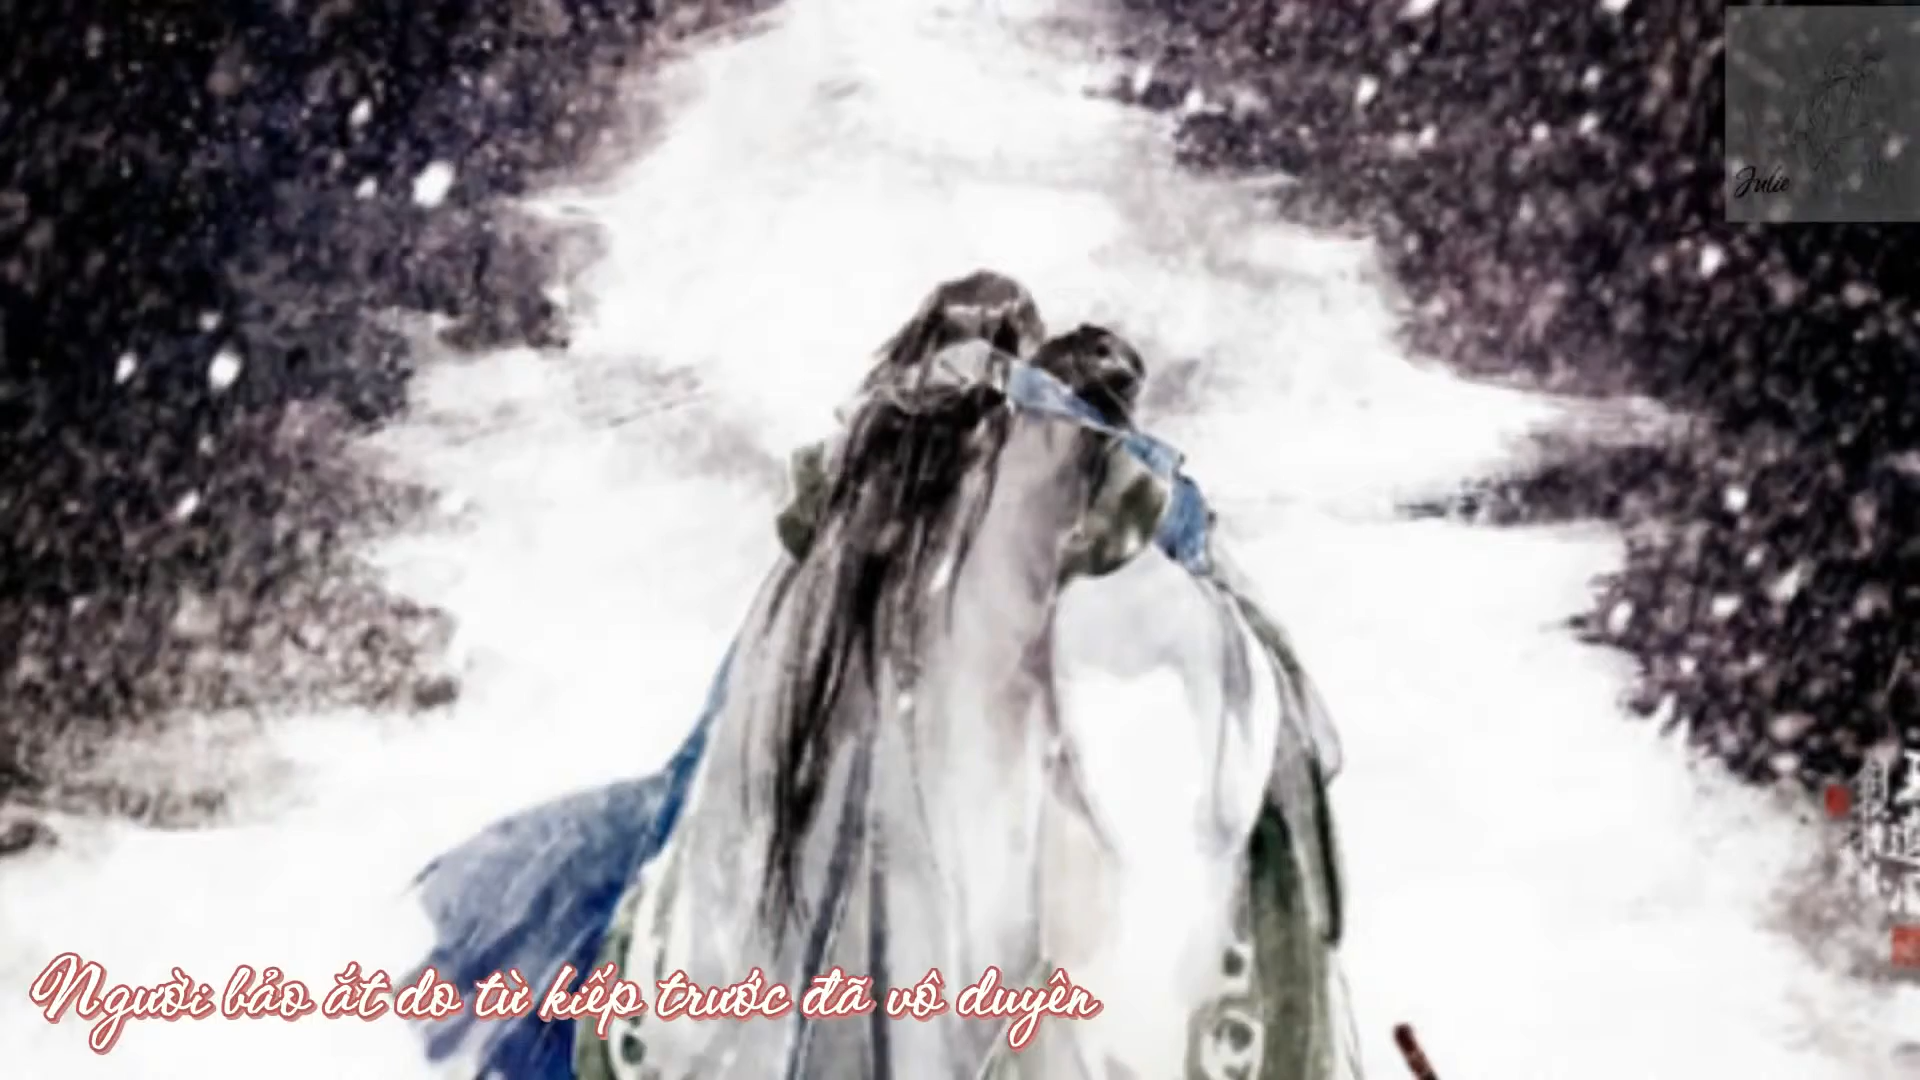 Julie
Người bảo ắt do từ kiếp trước đã vô duyên